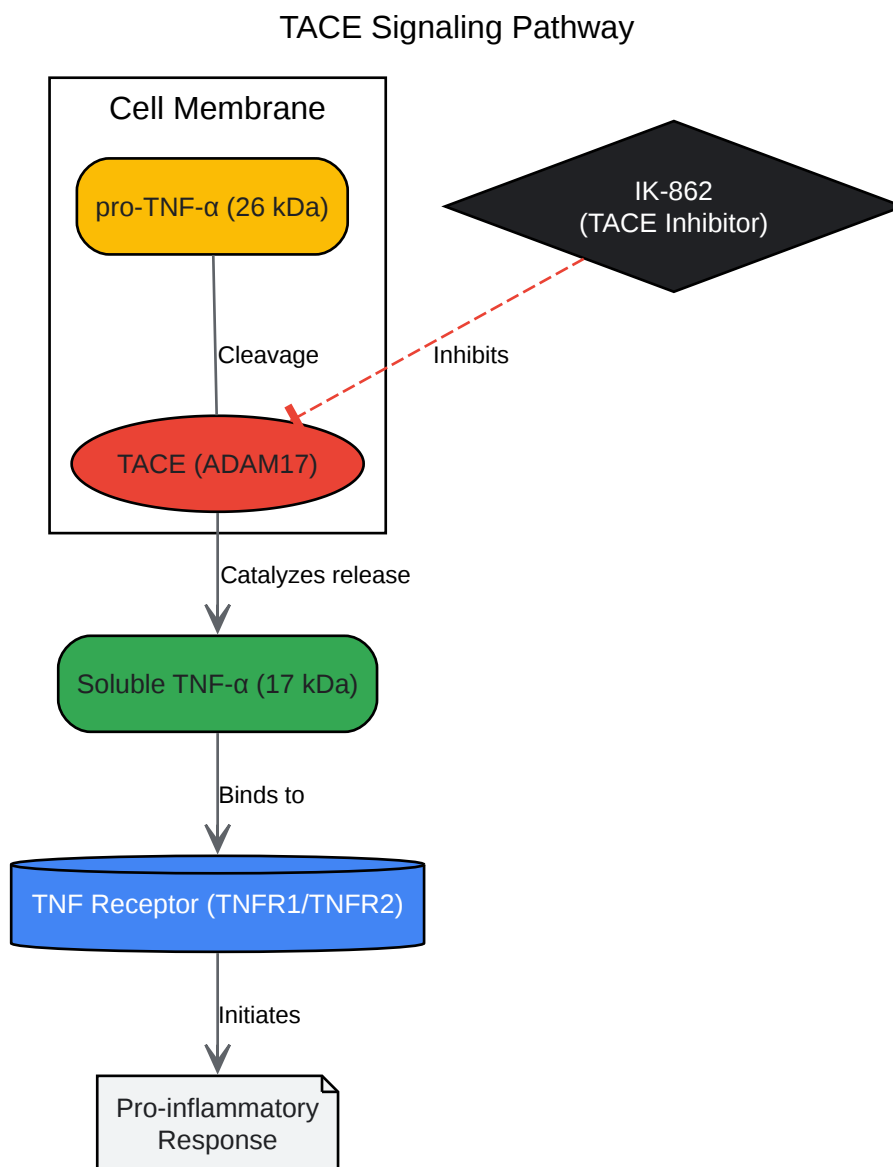 TACE Signaling Pathway
Cell Membrane
pro-TNF-α (26 kDa)
IK-862
(TACE Inhibitor)
Cleavage
Inhibits
TACE (ADAM17)
Catalyzes release
Soluble TNF-α (17 kDa)
Binds to
TNF Receptor (TNFR1/TNFR2)
Initiates
Pro-inflammatory
Response